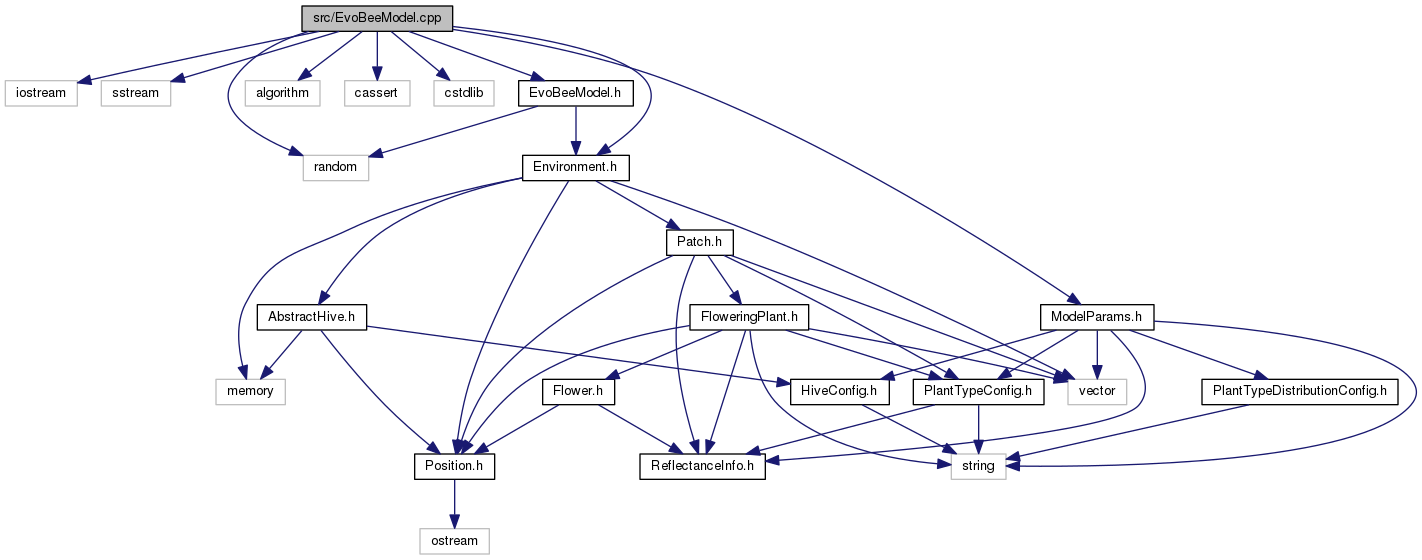 src/EvoBeeModel.cpp
iostream
sstream
algorithm
cassert
cstdlib
EvoBeeModel.h
random
Environment.h
Patch.h
AbstractHive.h
FloweringPlant.h
ModelParams.h
memory
Flower.h
HiveConfig.h
PlantTypeConfig.h
vector
PlantTypeDistributionConfig.h
Position.h
ReflectanceInfo.h
string
ostream